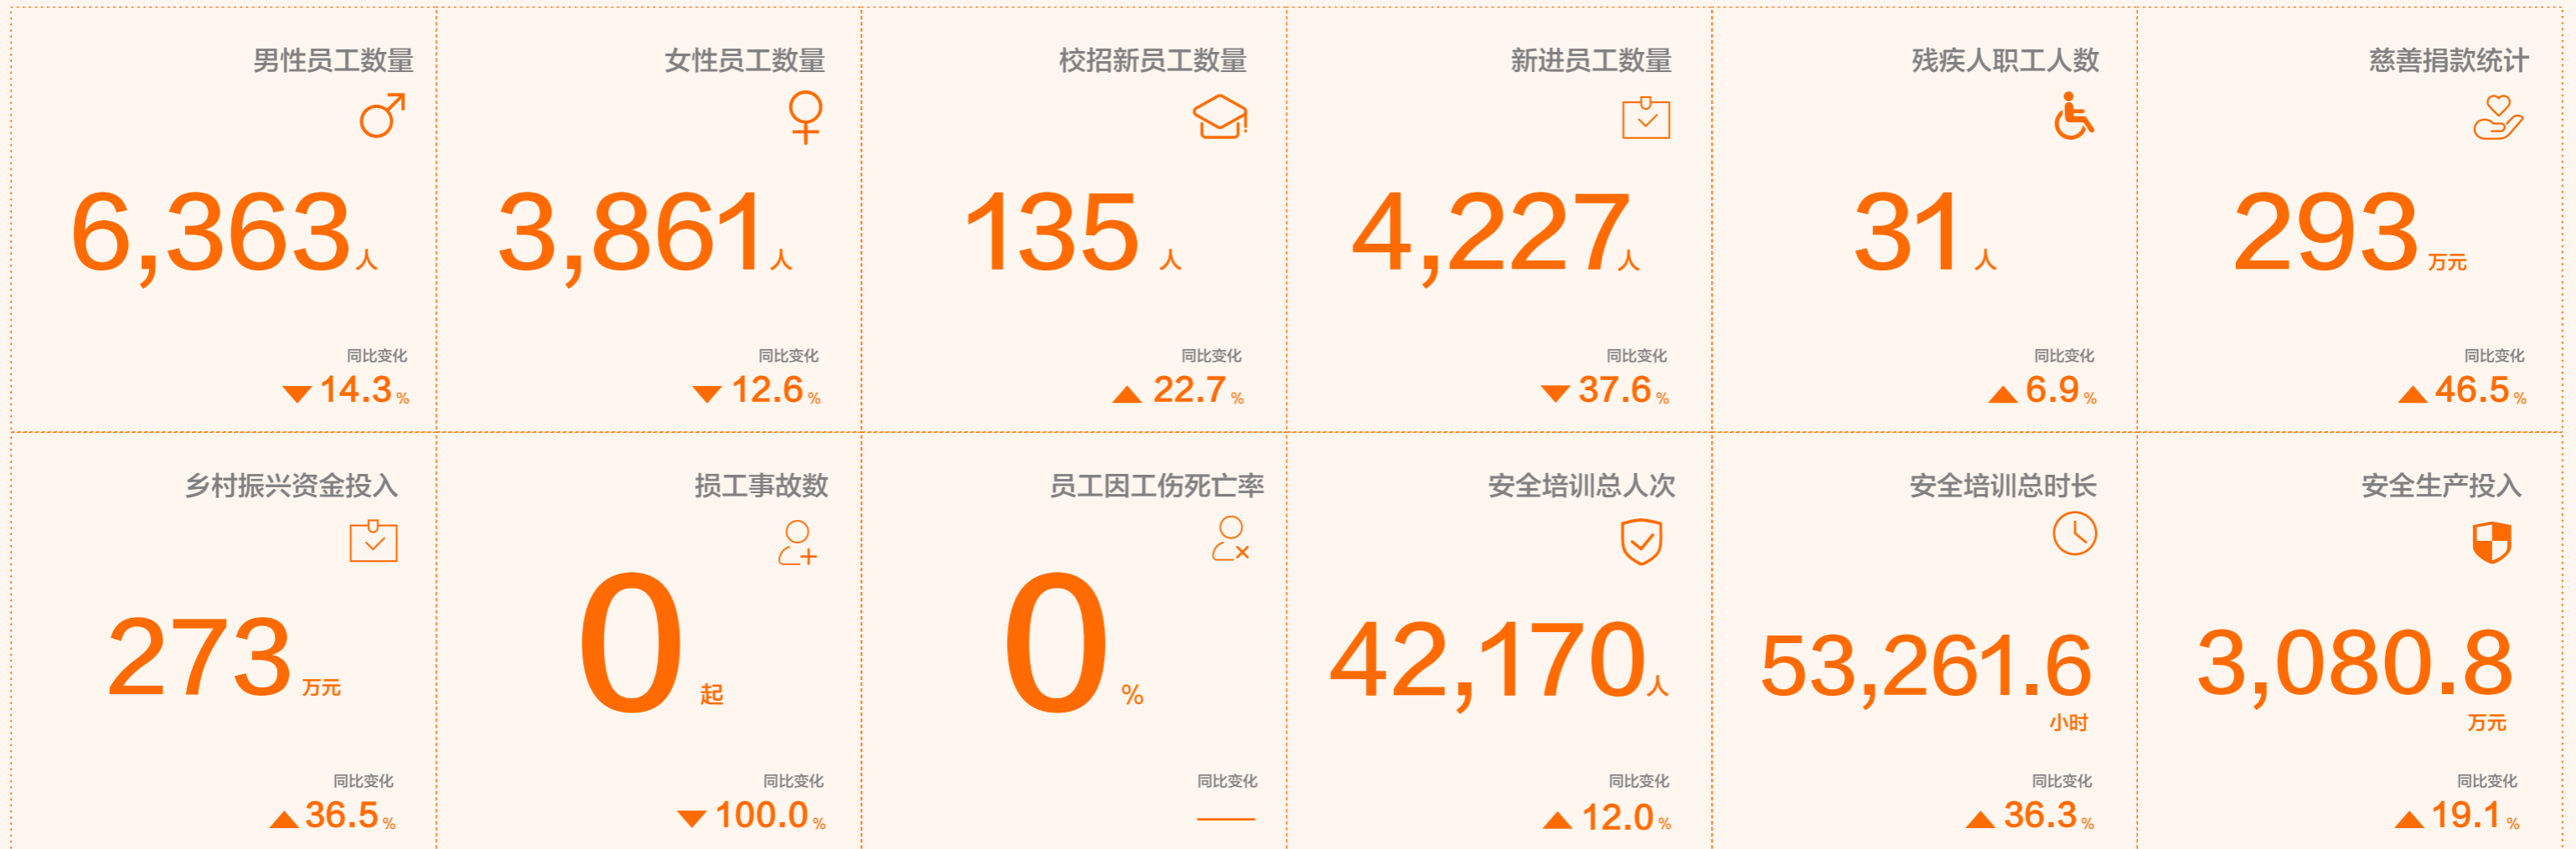 男性员工数量
6,363人
同比变化
▼14.3%
女性员工数量
3,861人
同比变化
▼12.6%
校招新员工数量
135人
同比变化
▲22.7%
新进员工数量
4,227人
同比变化
▼37.6%
残疾人职工人数
31人
同比变化
▲6.9%
慈善捐款统计
293万元
同比变化
▲46.5%
乡村振兴资金投入
273万元
同比变化
▲36.5%
损工事故数
0起
同比变化
▼100.0%
员工因工伤死亡率
0%
同比变化
—
安全培训总人次
42,170人
同比变化
▲12.0%
安全培训总时长
53,261.6
小时
同比变化
▲36.3%
安全生产投入
3,080.8
万元
同比变化
▲19.1%